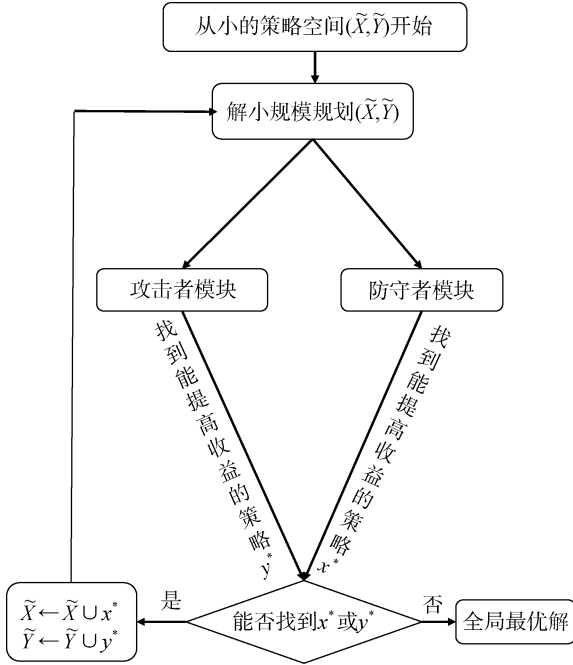 从小的策略空间(X̃,Ỹ)开始
解小规模规划(X̃,Ỹ)
攻击者模块
防守者模块
找到能提高收益的策略y*
找到能提高收益的策略x*
能否找到x*或y*
是
否
X̃←X̃∪x*
Ỹ←Ỹ∪y*
全局最优解